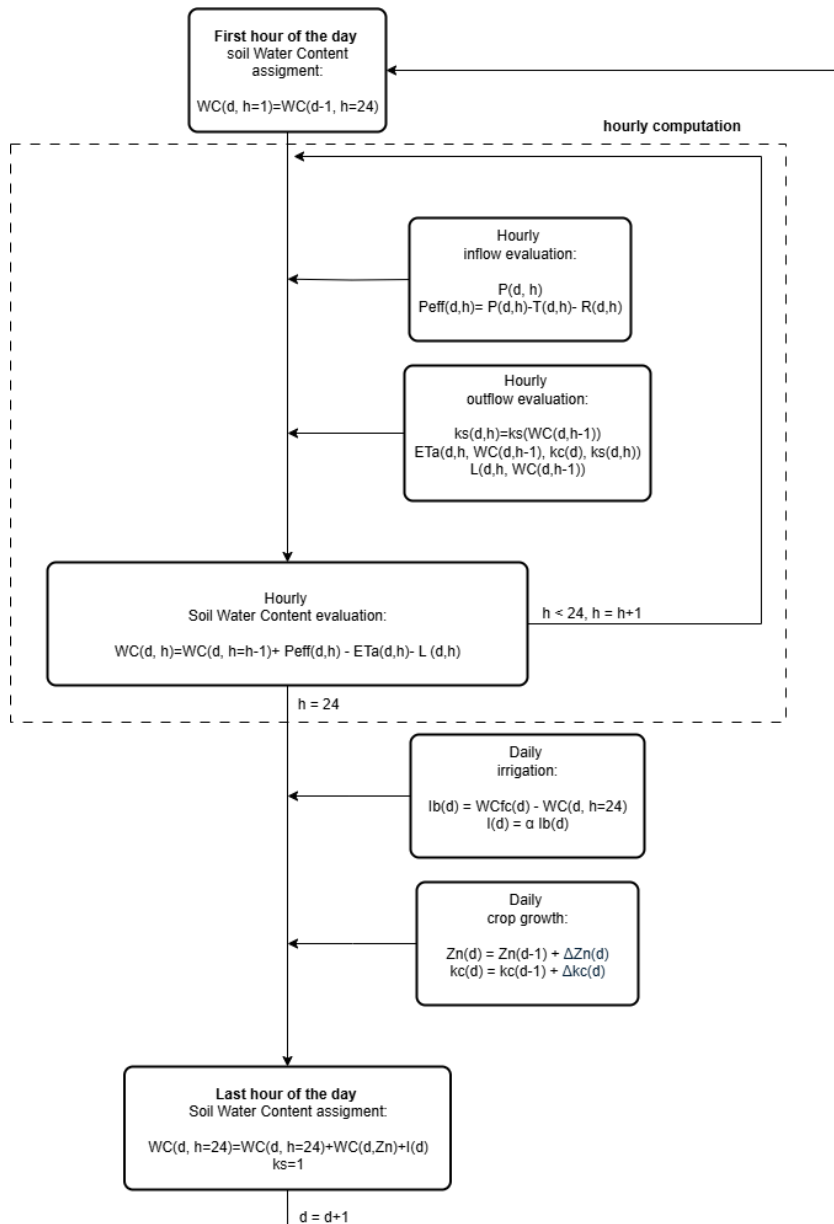 First hour of the day
soil Water Content
assigment:
WC(d, h=1)=WC(d-1, h=24)
hourly computation
Hourly
inflow evaluation:
P(d, h)
Peff(d,h)= P(d,h)-T(d,h)- R(d,h)
Hourly
outflow evaluation:
ks(d,h)=ks(WC(d,h-1))
ETa(d,h, WC(d,h-1), kc(d), ks(d,h))
L(d,h, WC(d,h-1))
Hourly
Soil Water Content evaluation:
WC(d, h)=WC(d, h=h-1)+ Peff(d,h) - ETa(d,h)- L (d,h)
h < 24, h = h+1
h = 24
Daily
irrigation:
Ib(d) = WCfc(d) - WC(d, h=24)
I(d) = α Ib(d)
Daily
crop growth:
Zn(d) = Zn(d-1) + ΔZn(d)
kc(d) = kc(d-1) + Δkc(d)
Last hour of the day
Soil Water Content assigment:
WC(d, h=24)=WC(d, h=24)+WC(d,Zn)+I(d)
ks=1
d = d+1